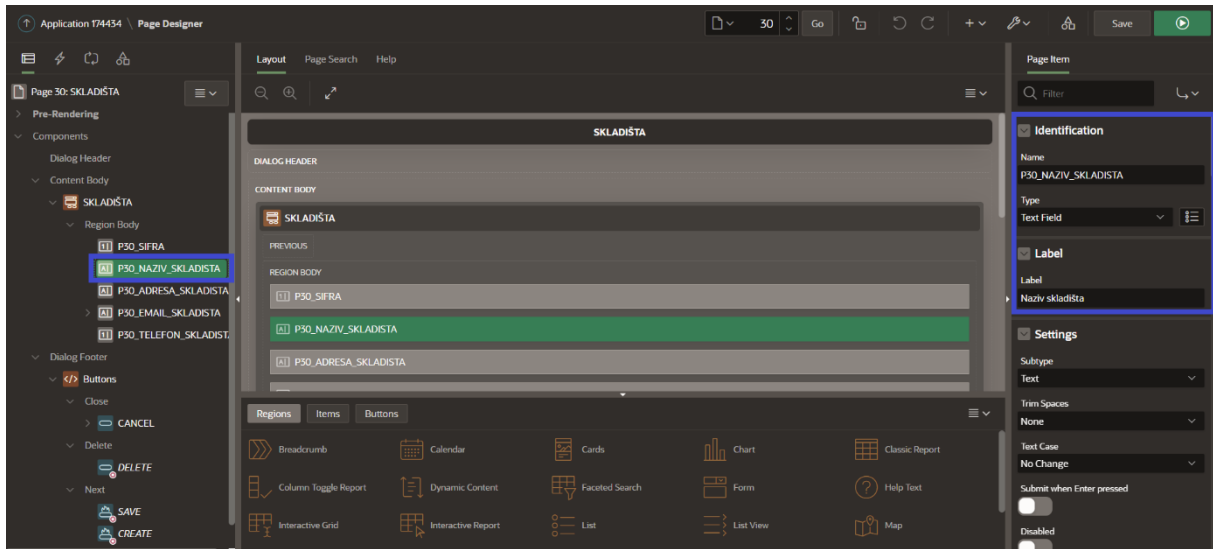 Application 174434 \ Page Designer
30
Go
Save
Layout
Page Search
Help
Page Item
Page 30: SKLADIŠTA
Filter
Pre-Rendering
Components
Dialog Header
Content Body
SKLADIŠTA
Region Body
P30_SIFRA
P30_NAZIV_SKLADISTA
P30_ADRESA_SKLADISTA
P30_EMAIL_SKLADISTA
P30_TELEFON_SKLADIST
Dialog Footer
Buttons
Close
CANCEL
Delete
DELETE
Next
SAVE
CREATE
SKLADIŠTA
DIALOG HEADER
CONTENT BODY
SKLADIŠTA
PREVIOUS
REGION BODY
P30_SIFRA
P30_NAZIV_SKLADISTA
P30_ADRESA_SKLADISTA
Regions
Items
Buttons
Breadcrumb
Calendar
Cards
Chart
Classic Report
Column Toggle Report
Dynamic Content
Faceted Search
Form
Help Text
Interactive Grid
Interactive Report
List
List View
Map
Identification
Name
P30_NAZIV_SKLADISTA
Type
Text Field
Label
Label
Naziv skladišta
Settings
Subtype
Text
Trim Spaces
None
Text Case
No Change
Submit when Enter pressed
Disabled